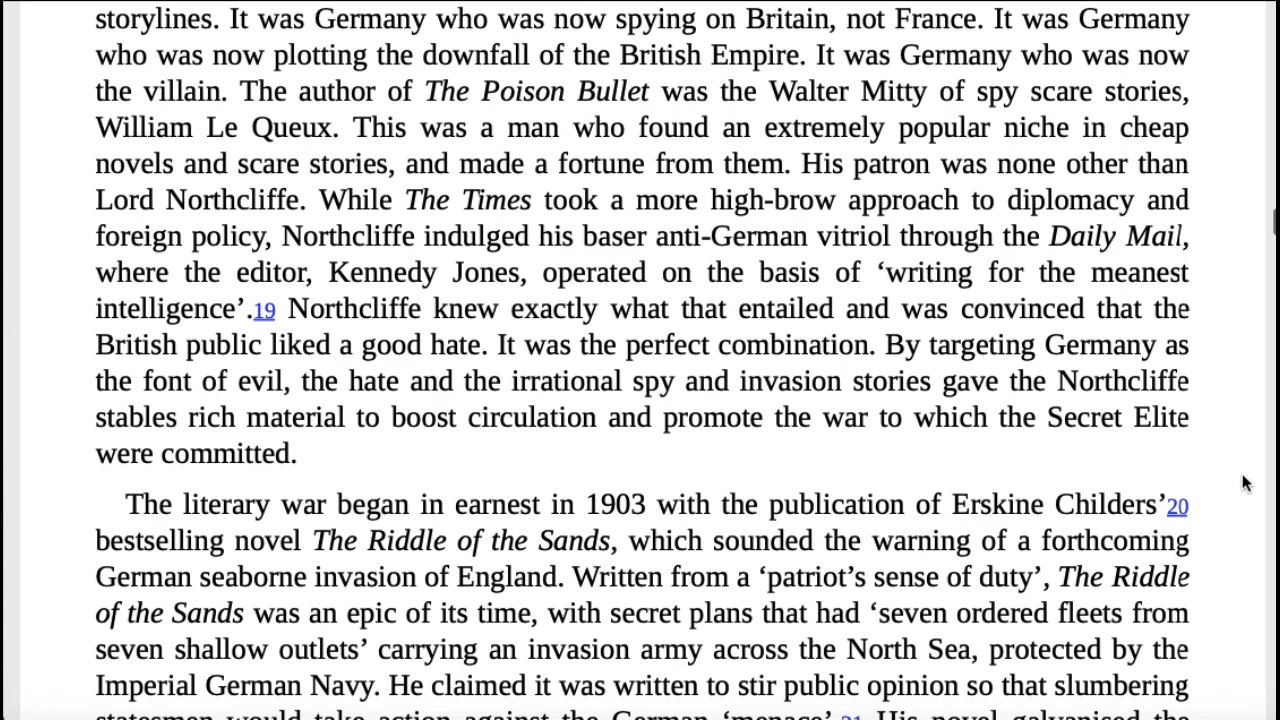 storylines. It was Germany who was now spying on Britain, not France. It was Germany
who was now plotting the downfall of the British Empire. It was Germany who was now
the villain. The author of The Poison Bullet was the Walter Mitty of spy scare stories,
William Le Queux. This was a man who found an extremely popular niche in cheap
novels and scare stories, and made a fortune from them. His patron was none other than
Lord Northcliffe. While The Times took a more high-brow approach to diplomacy and
foreign policy, Northcliffe indulged his baser anti-German vitriol through the Daily Mail,
where the editor, Kennedy Jones, operated on the basis of ‘writing for the meanest
intelligence’.19 Northcliffe knew exactly what that entailed and was convinced that the
British public liked a good hate. It was the perfect combination. By targeting Germany as
the font of evil, the hate and the irrational spy and invasion stories gave the Northcliffe
stables rich material to boost circulation and promote the war to which the Secret Elite
were committed.
The literary war began in earnest in 1903 with the publication of Erskine Childers’20
bestselling novel The Riddle of the Sands, which sounded the warning of a forthcoming
German seaborne invasion of England. Written from a ‘patriot’s sense of duty’, The Riddle
of the Sands was an epic of its time, with secret plans that had ‘seven ordered fleets from
seven shallow outlets’ carrying an invasion army across the North Sea, protected by the
Imperial German Navy. He claimed it was written to stir public opinion so that slumbering
statesmen would take action against the German ‘menace’.21 His novel galvanised the